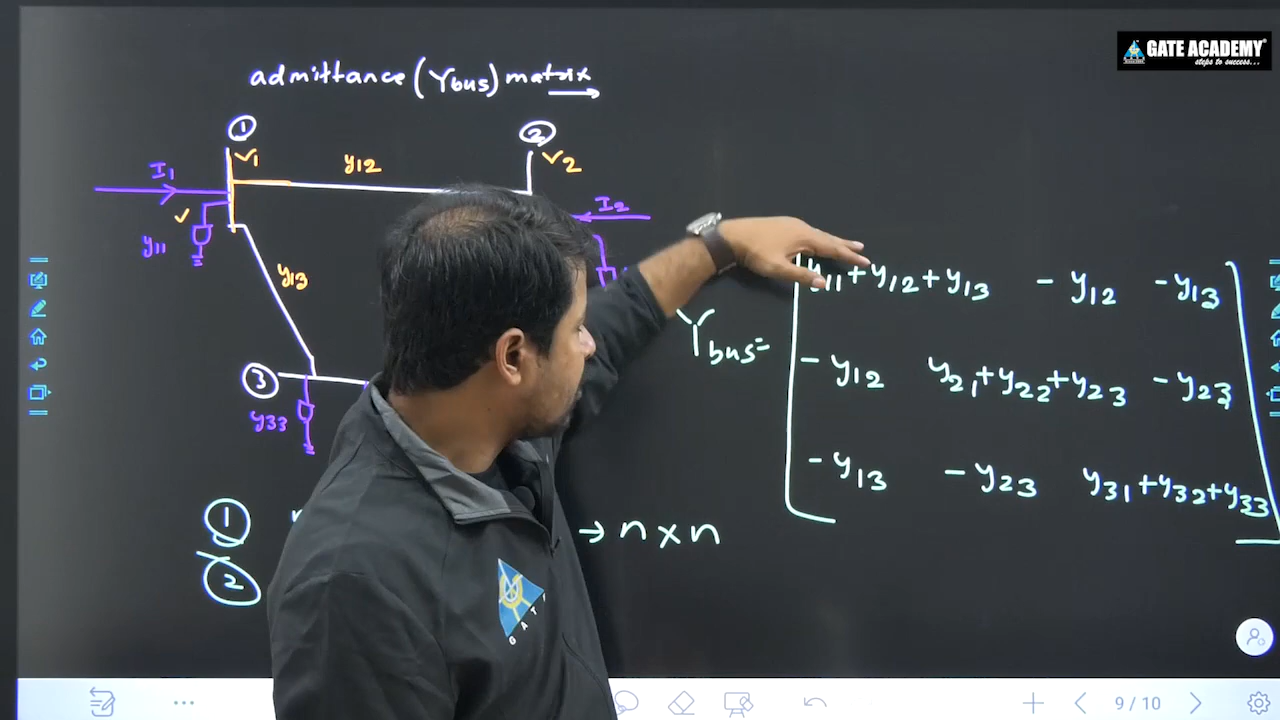 GATE ACADEMY
steps to success...
admittance (Ybus) matrix
1
2
V1
y12
V2
I1
I2
y11
y13
3
y33
Ybus=
y11+y12+y13 -y12 -y13
-y12 y21+y22+y23 -y23
-y13 -y23 y31+y32+y33
1
→ n x n
2
GAT
9/10